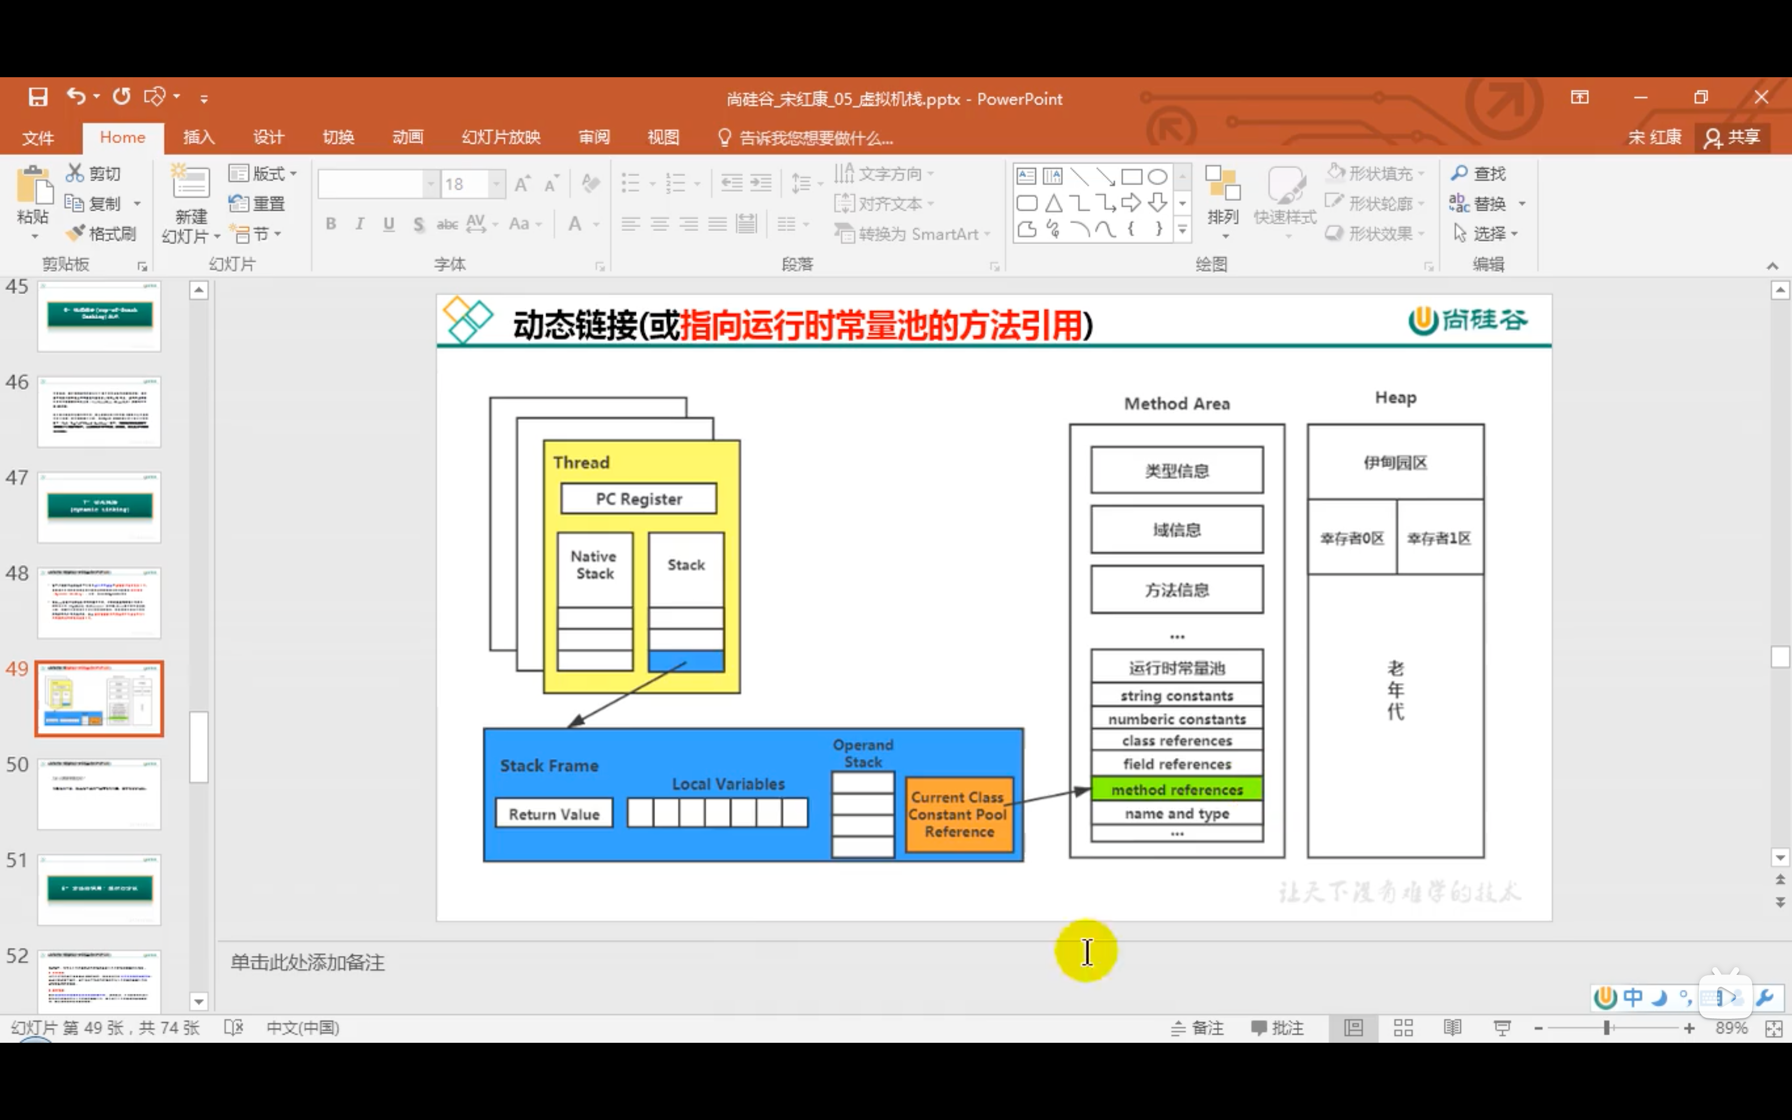 尚硅谷_宋红康_05_虚拟机栈.pptx - PowerPoint
文件 Home 插入 设计 切换 动画 幻灯片放映 审阅 视图 告诉我您想要做什么... 宋 红康 共享
粘贴 剪切 复制 格式刷
剪贴板
新建
幻灯片 版式 重置 节
幻灯片
18
B I U S abc AV Aa A
字体
文字方向
对齐文本
转换为 SmartArt
段落
排列 快速样式 形状填充 形状轮廓 形状效果
绘图
查找
替换
选择
编辑
45
46
47
48
49
50
51
52
动态链接(或指向运行时常量池的方法引用)
尚硅谷
Thread
PC Register
Native
Stack
Stack
Stack Frame
Return Value
Local Variables
Operand
Stack
Current Class
Constant Pool
Reference
Method Area
类型信息
域信息
方法信息
...
运行时常量池
string constants
numberic constants
class references
field references
method references
name and type
...
Heap
伊甸园区
幸存者0区 幸存者1区
老
年
代
让天下没有难学的技术
单击此处添加备注
中
幻灯片 第 49 张，共 74 张 中文(中国) 备注 批注 89%